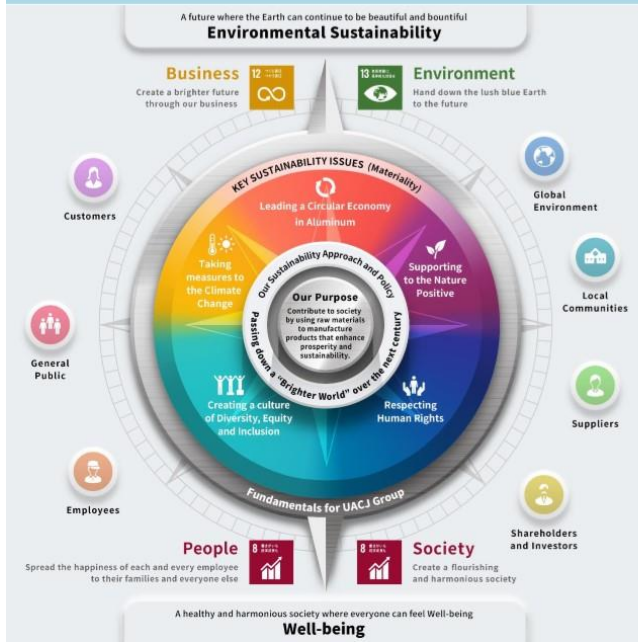 A future where the Earth can continue to be beautiful and bountiful
Environmental Sustainability
Business
Create a brighter future
through our business
12
13
Environment
Hand down the lush blue Earth
to the future
KEY SUSTAINABILITY ISSUES (Materiality)
Leading a Circular Economy
in Aluminum
Customers
Global
Environment
Taking
measures to
the Climate
Change
Supporting
to the Nature
Positive
Our Sustainability Approach and Policy
Our Purpose
Contribute to society
by using raw materials
to manufacture
products that enhance
prosperity and
sustainability.
Passing down a "Brighter World" over the next century
Local
Communities
General
Public
Creating a culture
of Diversity, Equity
and Inclusion
Respecting
Human Rights
Suppliers
Fundamentals for UACJ Group
Employees
Shareholders
and Investors
People
Spread the happiness of each and every employee
to their families and everyone else
8
8
Society
Create a flourishing
and harmonious society
A healthy and harmonious society where everyone can feel Well-being
Well-being